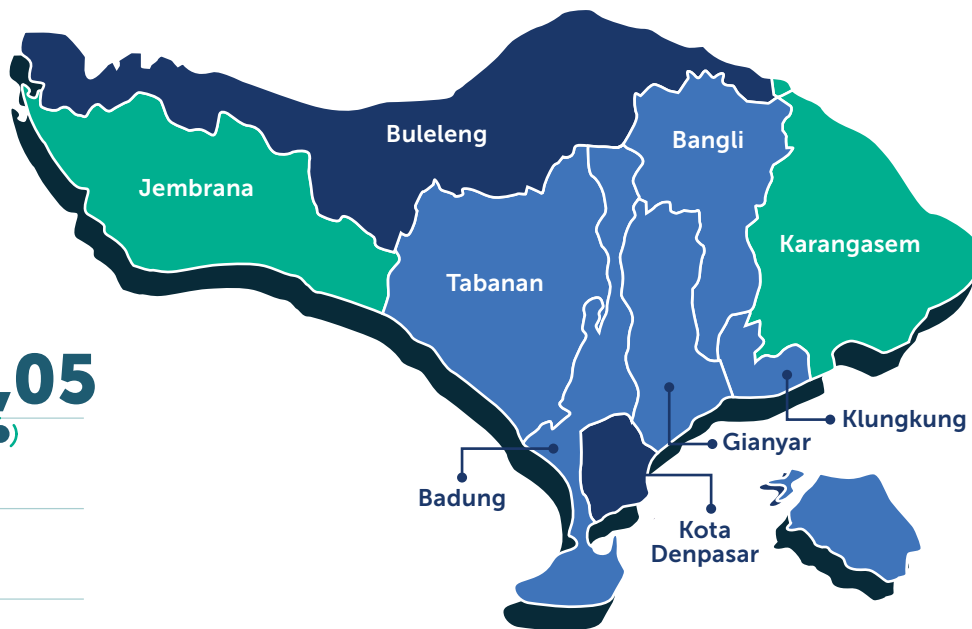 Buleleng
Bangli
Jembrana
Karangasem
Tabanan
,05
)
Klungkung
Gianyar
Badung
Kota
Denpasar